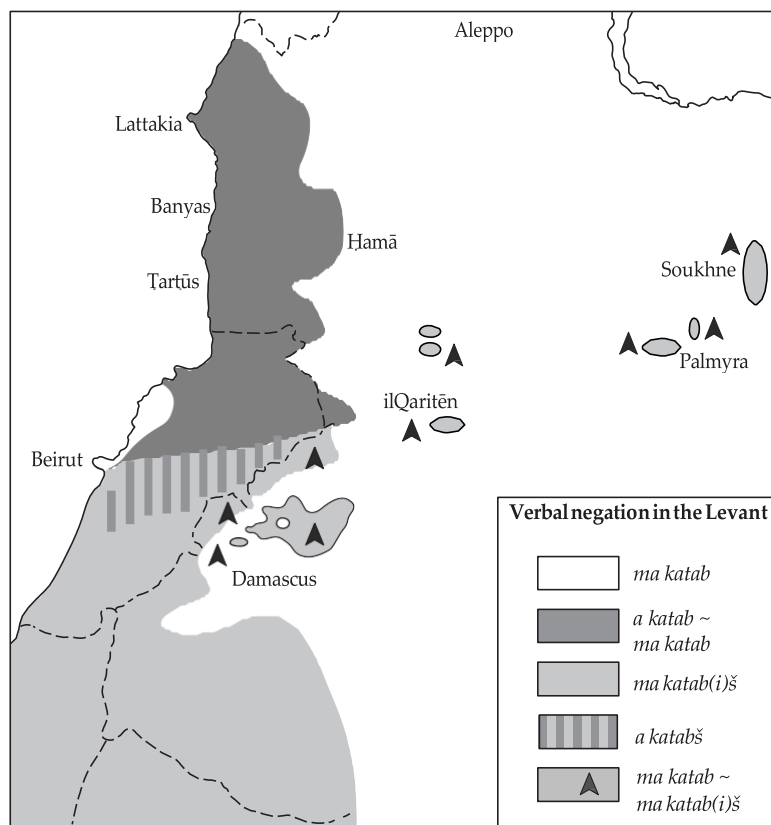 Aleppo
Lattakia
Banyas
Ḥamā
Ṭarṭūs
Soukhne
Palmyra
ilQaritēn
Beirut
Damascus
Verbal negation in the Levant
ma katab
a katab ~
ma katab
ma katab(i)š
a katabš
ma katab ~
ma katab(i)š